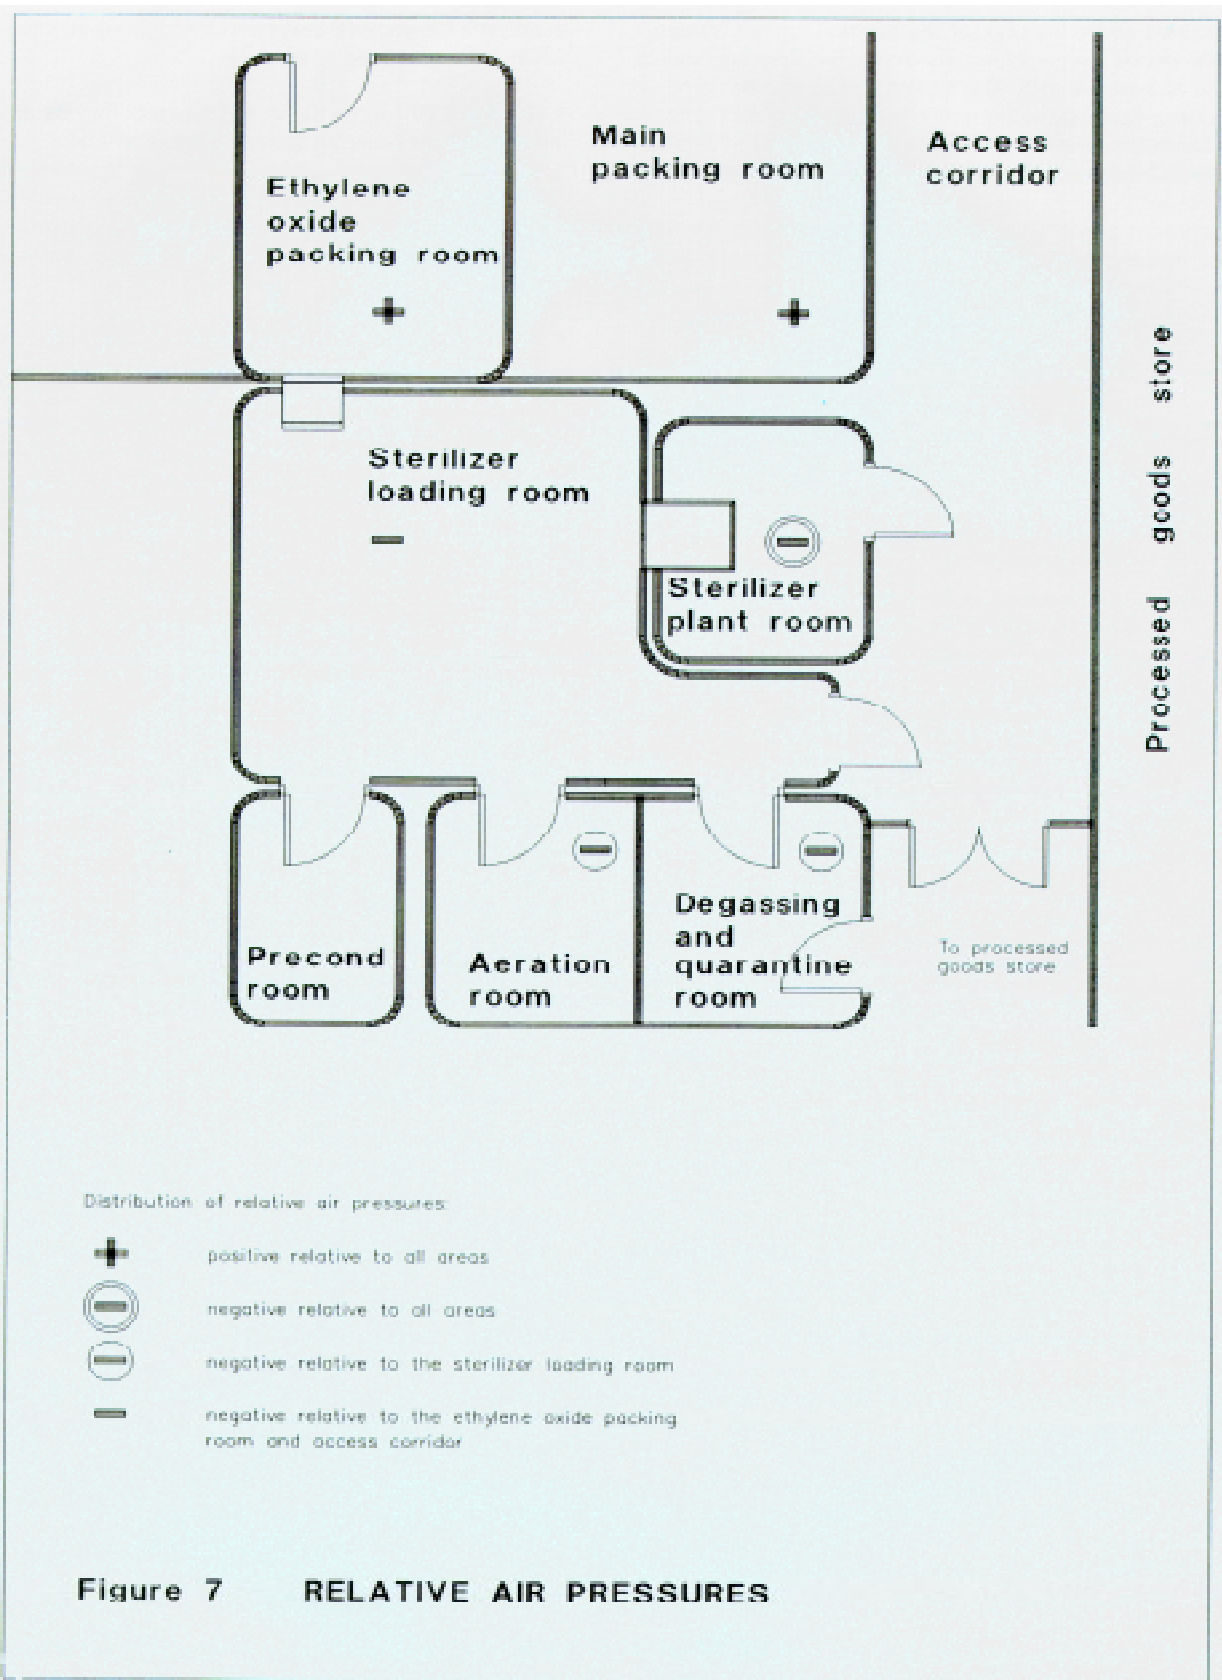 Main
packing room
Access
corridor
Ethylene
oxide
packing room
+
+
Processed goods store
Sterilizer
loading room
Sterilizer
plant room
Degassing
and
quarantine
room
Precond
room
Aeration
room
To processed
goods store
Distribution of relative air pressures:
+ positive relative to all areas
negative relative to all areas
negative relative to the sterilizer loading room
negative relative to the ethylene oxide packing
room and access corridor
Figure 7 RELATIVE AIR PRESSURES